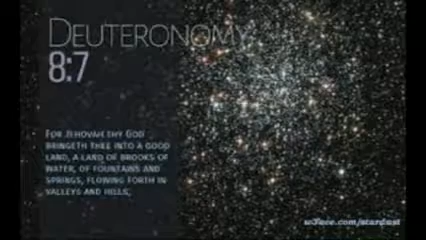 DEUTERONOMY
8:7
FOR JEHOVAH THY GOD
BRINGETH THEE INTO A GOOD
LAND, A LAND OF BROOKS OF
WATER, OF FOUNTAINS AND
SPRINGS, FLOWING FORTH IN
VALLEYS AND HILLS;